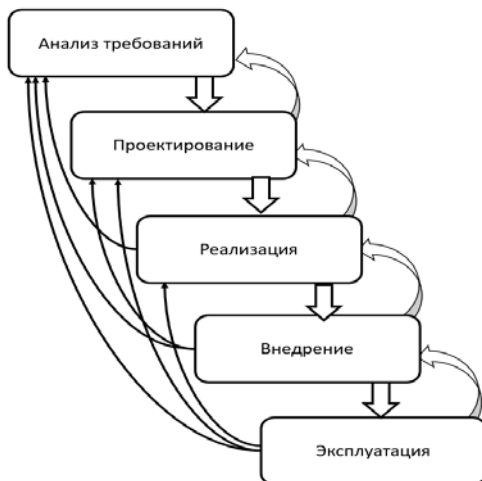 Анализ требований
Проектирование
Реализация
Внедрение
Эксплуатация